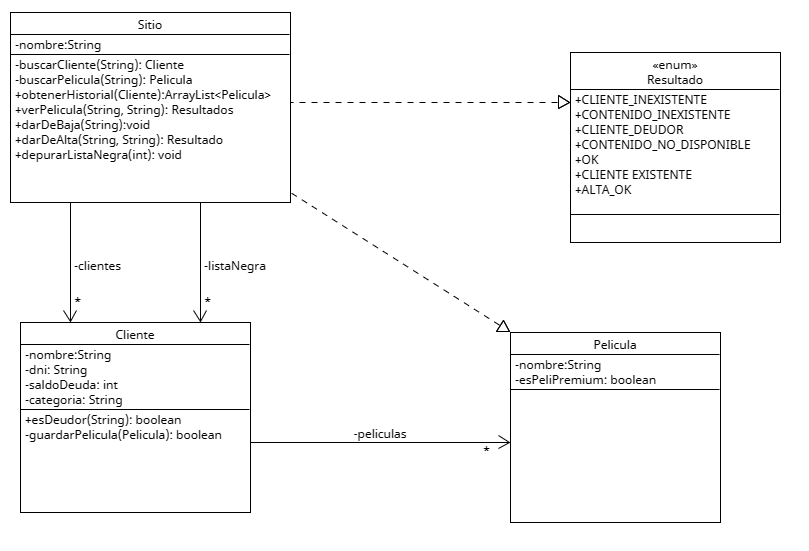 Sitio
-nombre:String
-buscarCliente(String): Cliente
-buscarPelicula(String): Pelicula
+obtenerHistorial(Cliente):ArrayList<Pelicula>
+verPelicula(String, String): Resultados
+darDeBaja(String):void
+darDeAlta(String, String): Resultado
+depurarListaNegra(int): void
«enum»
Resultado
+CLIENTE_INEXISTENTE
+CONTENIDO_INEXISTENTE
+CLIENTE_DEUDOR
+CONTENIDO_NO_DISPONIBLE
+OK
+CLIENTE EXISTENTE
+ALTA_OK
-clientes
*
-listaNegra
*
Cliente
-nombre:String
-dni: String
-saldoDeuda: int
-categoria: String
+esDeudor(String): boolean
-guardarPelicula(Pelicula): boolean
-peliculas
*
Pelicula
-nombre:String
-esPeliPremium: boolean